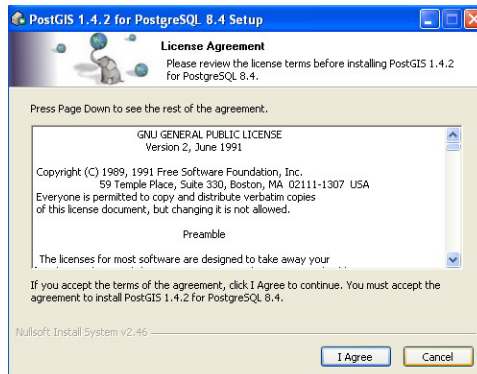 PostGIS 1.4.2 for PostgreSQL 8.4 Setup
License Agreement
Please review the license terms before installing PostGIS 1.4.2
for PostgreSQL 8.4.
Press Page Down to see the rest of the agreement.
GNU GENERAL PUBLIC LICENSE
Version 2, June 1991
Copyright (C) 1989, 1991 Free Software Foundation, Inc.
59 Temple Place, Suite 330, Boston, MA 02111-1307 USA
Everyone is permitted to copy and distribute verbatim copies
of this license document, but changing it is not allowed.
Preamble
The licenses for most software are designed to take away your
If you accept the terms of the agreement, click I Agree to continue. You must accept the
agreement to install PostGIS 1.4.2 for PostgreSQL 8.4.
Nullsoft Install System v2.46
I Agree
Cancel